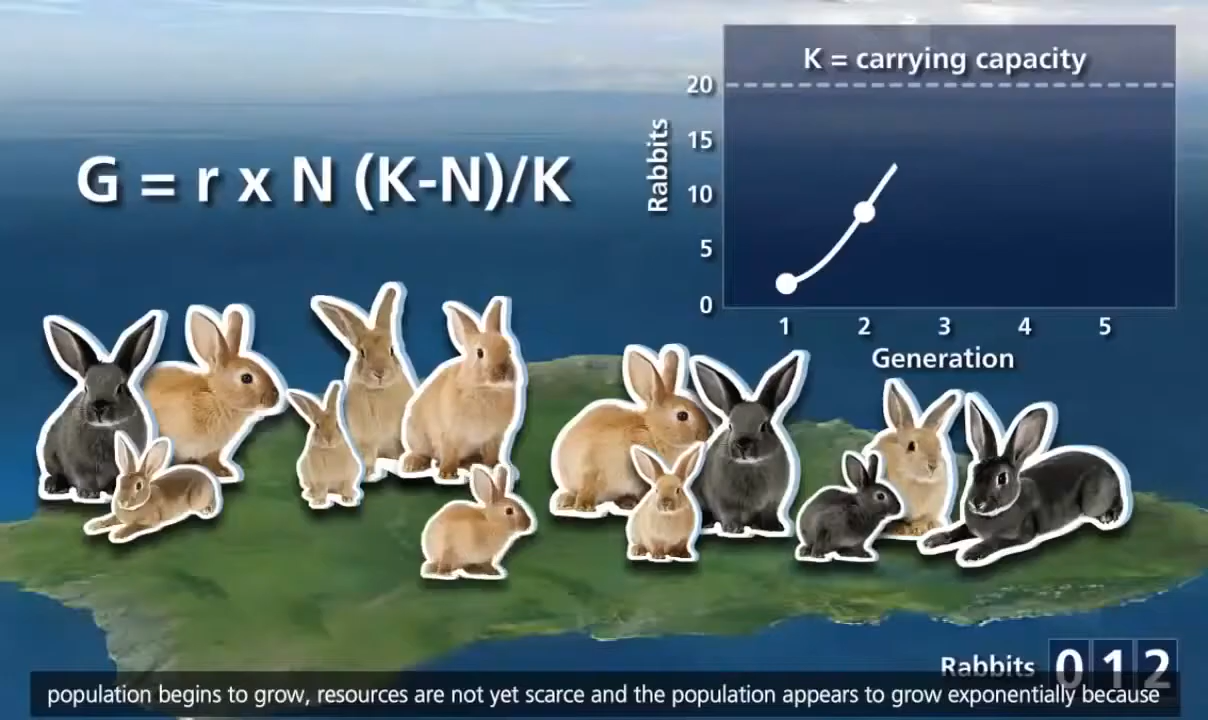 K = carrying capacity
20
15
10
5
0
Rabbits
1 2 3 4 5
Generation
G = r x N (K-N)/K
Rabbits 012
population begins to grow, resources are not yet scarce and the population appears to grow exponentially because